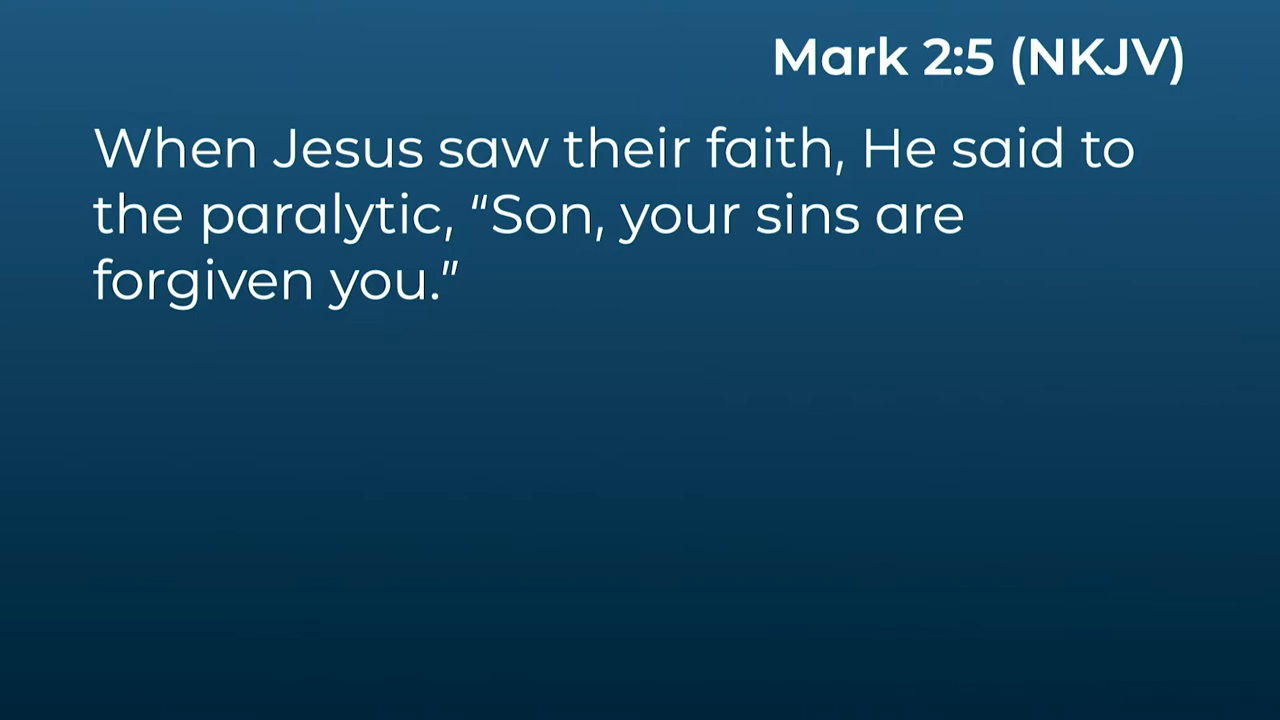 Mark 2:5 (NKJV)
When Jesus saw their faith, He said to
the paralytic, “Son, your sins are
forgiven you.”